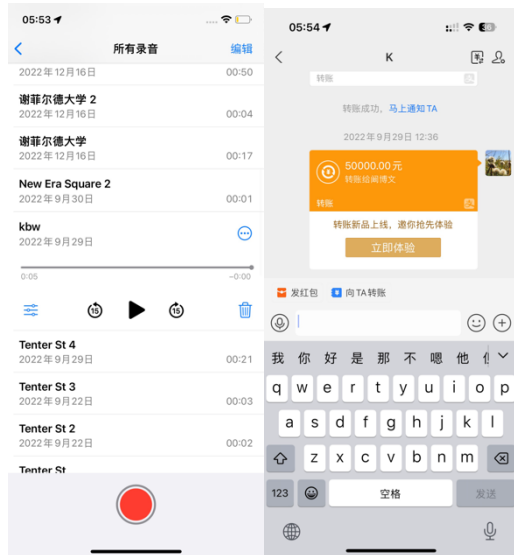 05:53
所有录音
编辑
2022年12月16日
00:50
谢菲尔德大学 2
2022年12月16日
00:04
谢菲尔德大学
2022年12月16日
00:17
New Era Square 2
2022年9月30日
00:01
kbw
2022年9月29日
0:05
-0:00
15
15
Tenter St 4
2022年9月29日
00:21
Tenter St 3
2022年9月22日
00:03
Tenter St 2
2022年9月22日
00:02
Tenter St
05:54
K
转账
转账成功，马上通知TA
2022年9月29日 12:36
50000.00元
转账给阚博文
转账
转账新品上线，邀你抢先体验
立即体验
发红包
向TA转账
我 你 好 是 那 不 嗯 他
q w e r t y u i o p
a s d f g h j k l
z x c v b n m
123
空格
发送